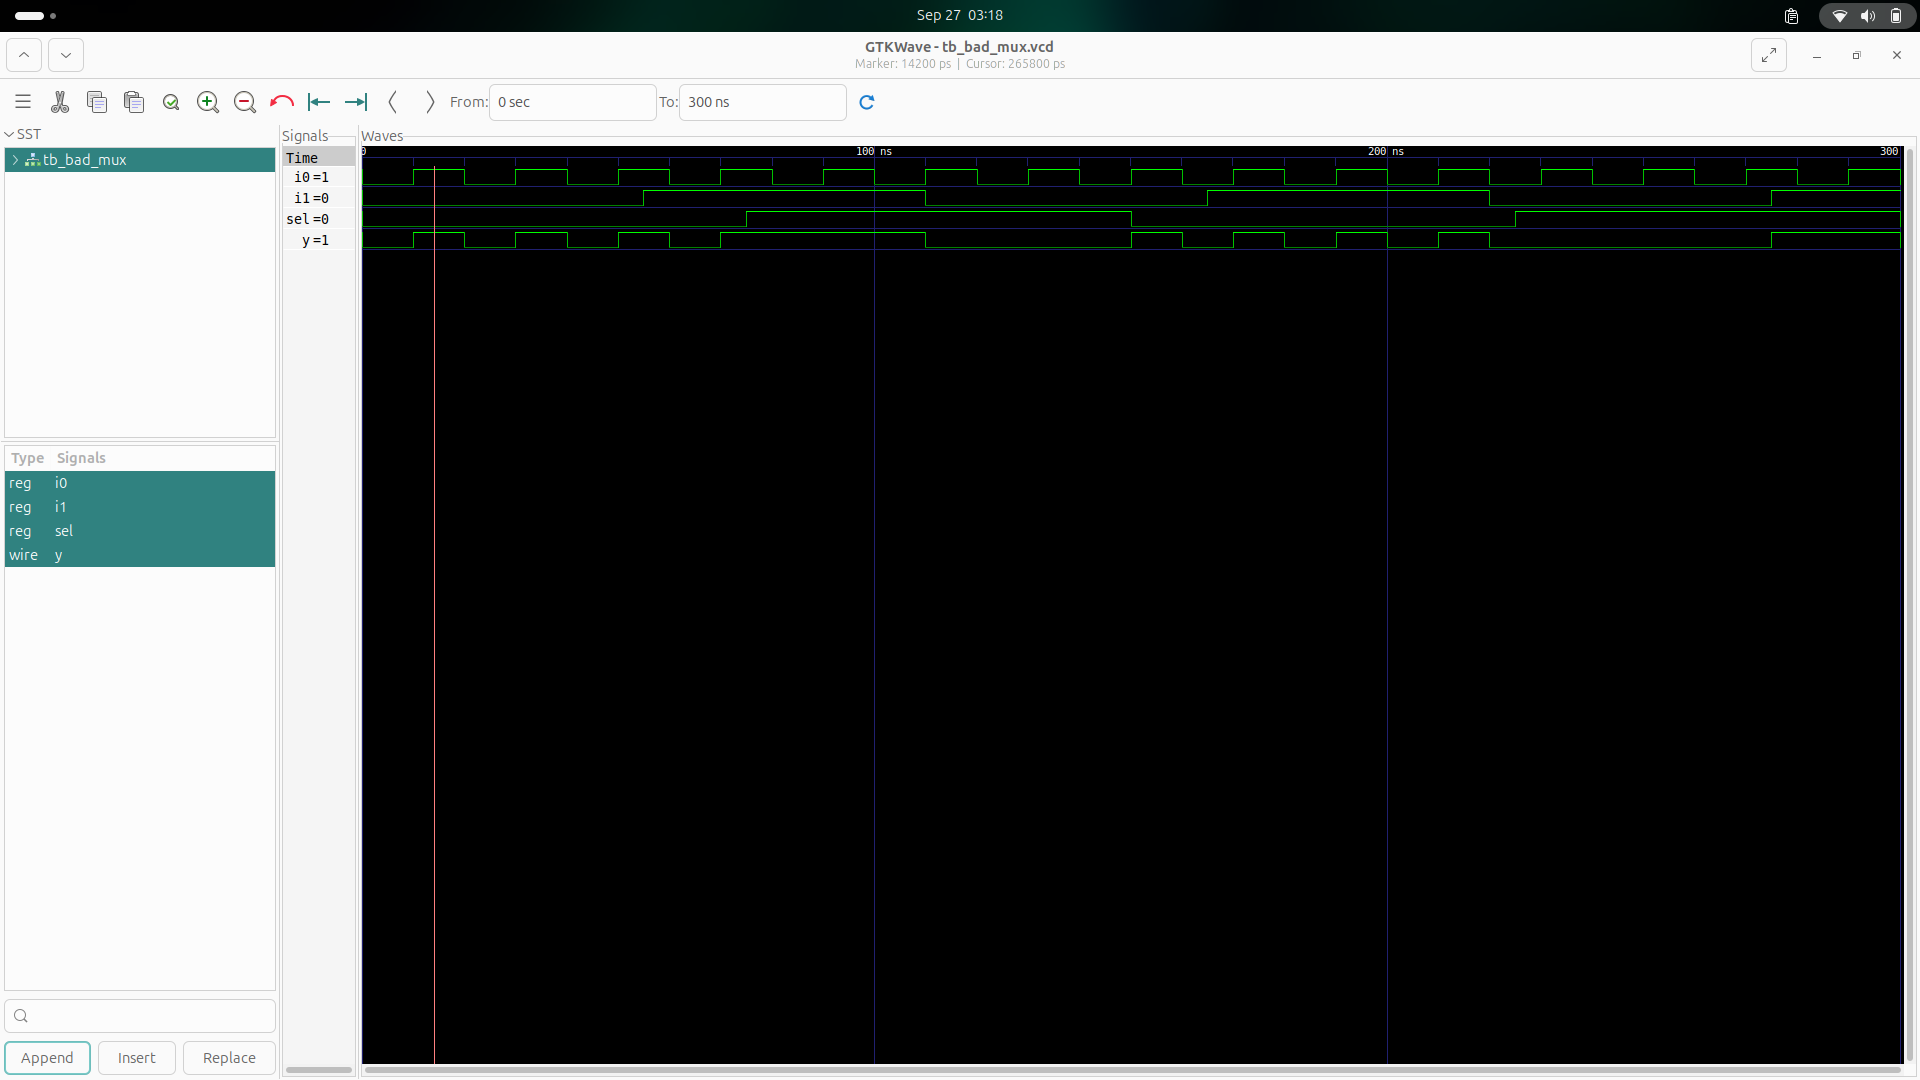 Sep 27 03:18
GTKWave - tb_bad_mux.vcd
Marker: 14200 ps | Cursor: 265800 ps
From: 0 sec To: 300 ns
SST
tb_bad_mux
Type Signals
reg i0
reg i1
reg sel
wire y
Append Insert Replace
Signals
Time
i0=1
i1=0
sel=0
y=1
Waves
0 100 ns 200 ns 300